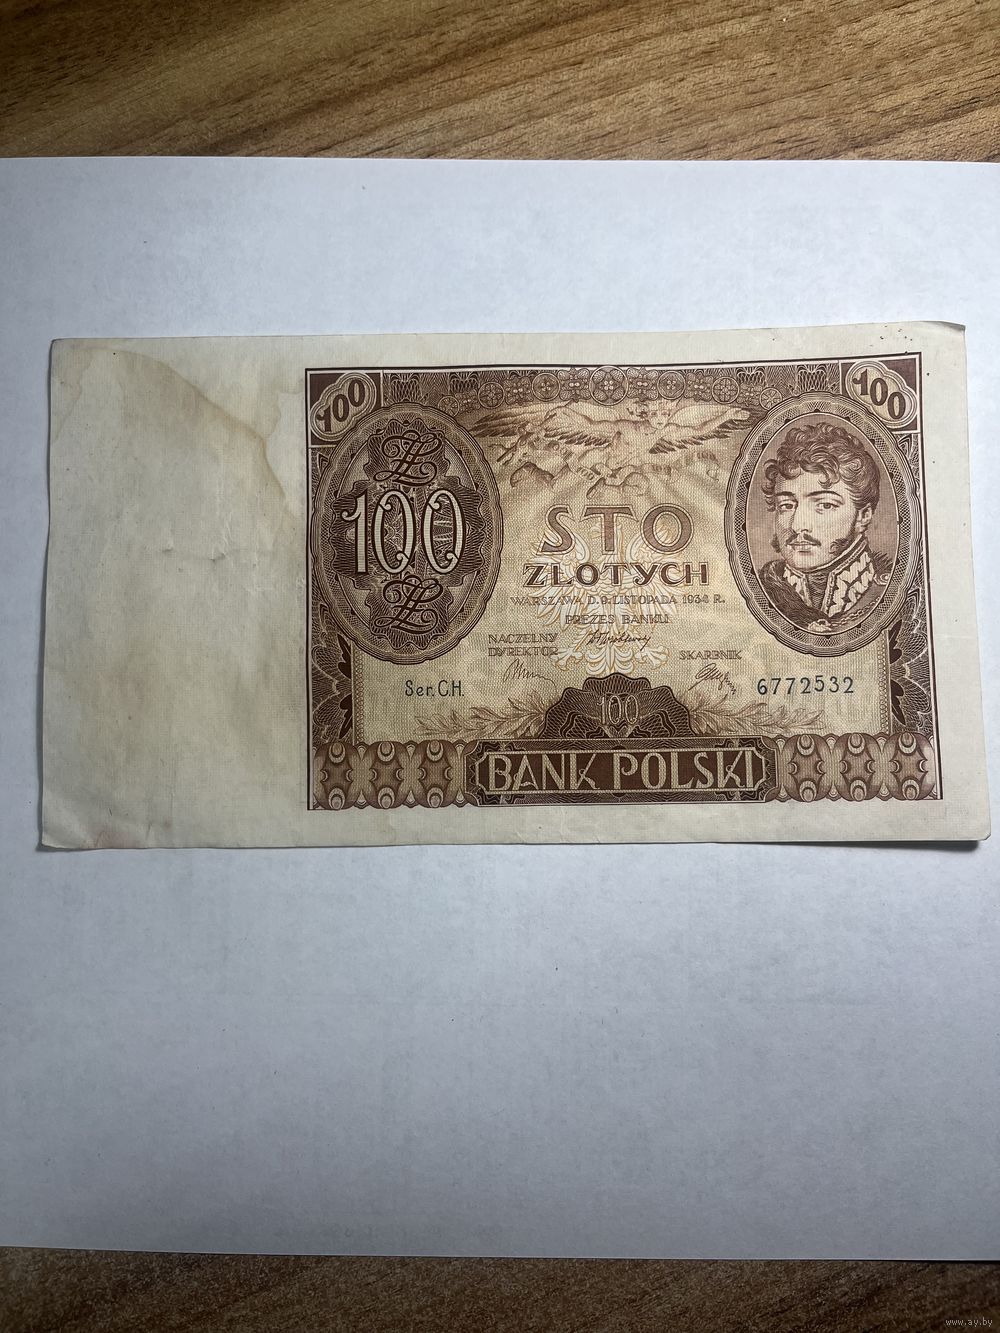 100
100
100
STO
ZŁOTYCH
WARSZAWA D. 9. LISTOPADA 1934 R.
PREZES BANKU
NACZELNY
DYREKTOR
SKARBNIK
Ser. C.H.
6772532
100
BANK POLSKI
www.ay.by